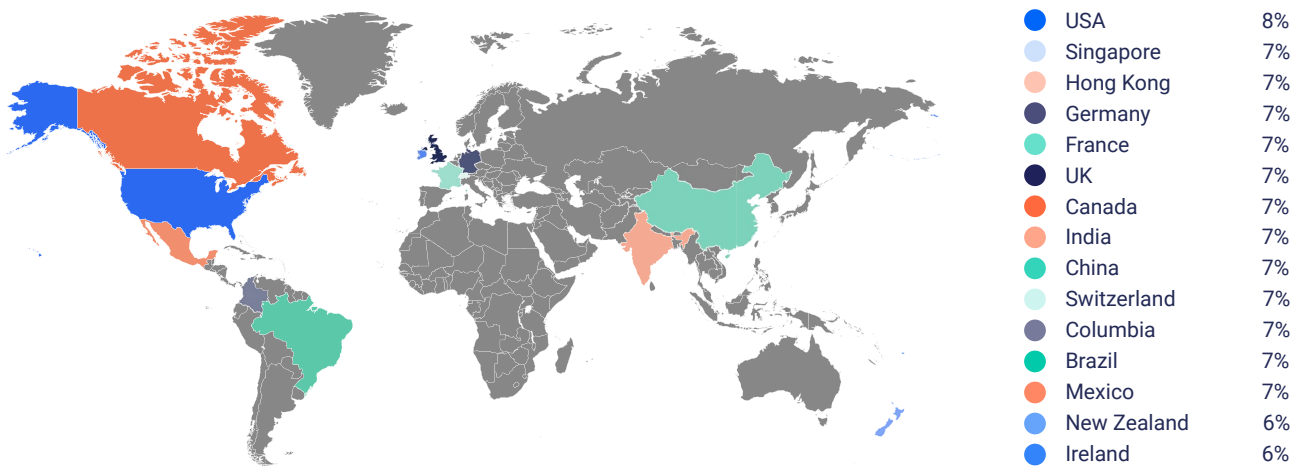 USA 8%
Singapore 7%
Hong Kong 7%
Germany 7%
France 7%
UK 7%
Canada 7%
India 7%
China 7%
Switzerland 7%
Columbia 7%
Brazil 7%
Mexico 7%
New Zealand 6%
Ireland 6%